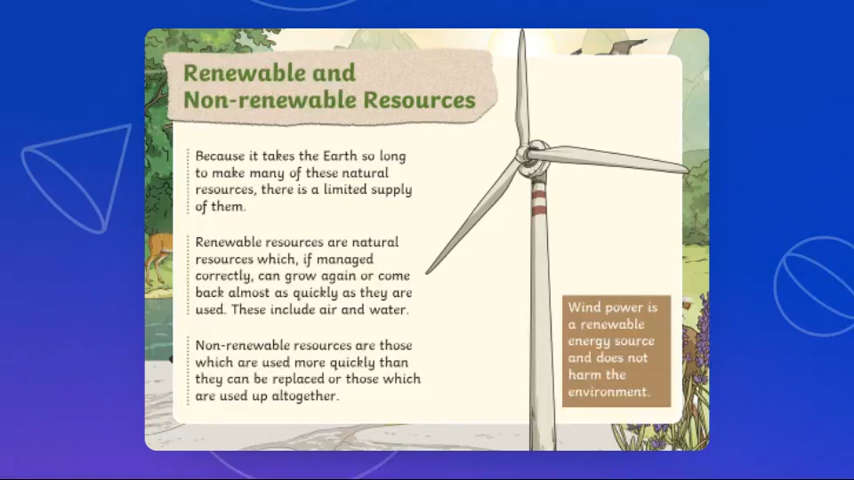 Renewable and
Non-renewable Resources
Because it takes the Earth so long
to make many of these natural
resources, there is a limited supply
of them.
Renewable resources are natural
resources which, if managed
correctly, can grow again or come
back almost as quickly as they are
used. These include air and water.
Non-renewable resources are those
which are used more quickly than
they can be replaced or those which
are used up altogether.
Wind power is
a renewable
energy source
and does not
harm the
environment.